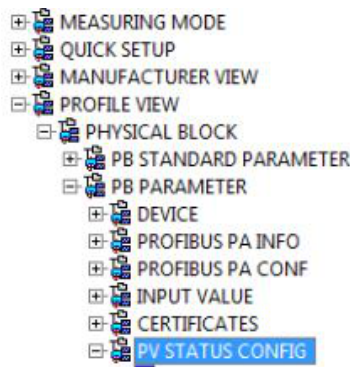 MEASURING MODE
QUICK SETUP
MANUFACTURER VIEW
PROFILE VIEW
PHYSICAL BLOCK
PB STANDARD PARAMETER
PB PARAMETER
DEVICE
PROFIBUS PA INFO
PROFIBUS PA CONF
INPUT VALUE
CERTIFICATES
PV STATUS CONFIG